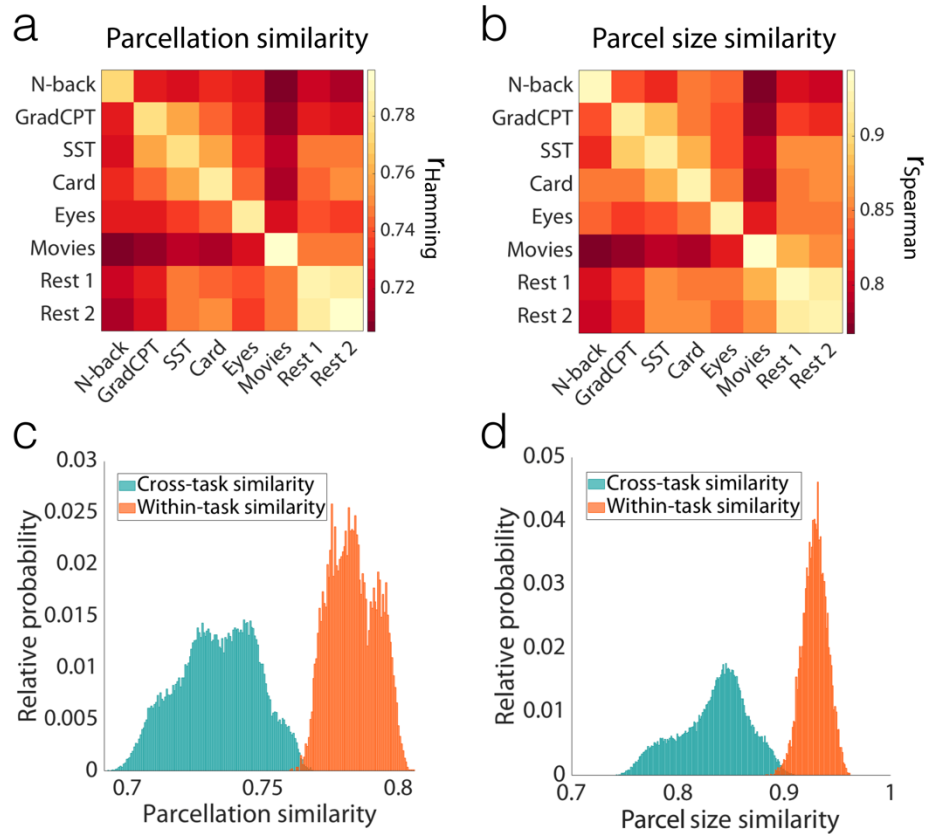 a
Parcellation similarity
N-back
GradCPT
SST
Card
Eyes
Movies
Rest 1
Rest 2
N-back
GradCPT
SST
Card
Eyes
Movies
Rest 1
Rest 2
0.78
0.76
0.74
0.72
rHamming
b
Parcel size similarity
N-back
GradCPT
SST
Card
Eyes
Movies
Rest 1
Rest 2
N-back
GradCPT
SST
Card
Eyes
Movies
Rest 1
Rest 2
0.9
0.85
0.8
rSpearman
c
0.03
0.025
0.02
0.015
0.01
0.005
0
Relative probability
Cross-task similarity
Within-task similarity
0.7
0.75
0.8
Parcellation similarity
d
0.05
0.04
0.03
0.02
0.01
0
Relative probability
Cross-task similarity
Within-task similarity
0.7
0.8
0.9
1
Parcel size similarity